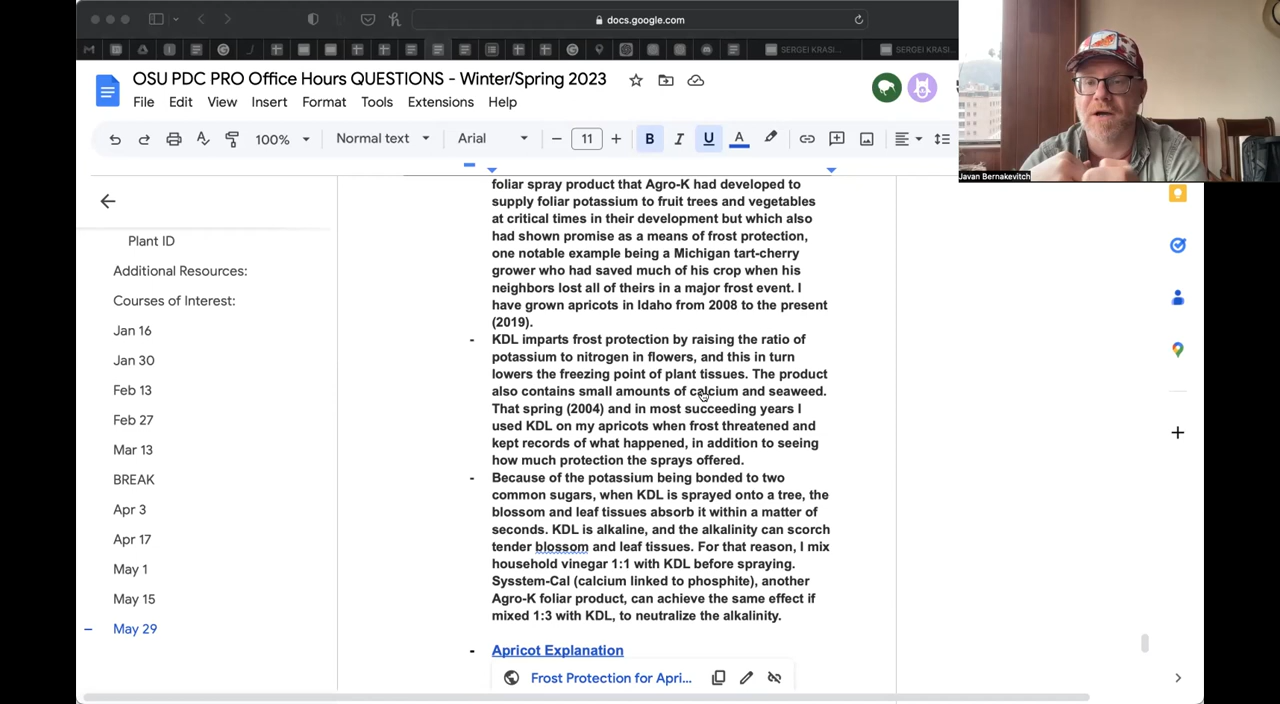 docs.google.com
SERGEI KRASI...
SERGEI KRASI...
OSU PDC PRO Office Hours QUESTIONS - Winter/Spring 2023
File Edit View Insert Format Tools Extensions Help
100% Normal text Arial 11 B I U A
Plant ID
Additional Resources:
Courses of Interest:
Jan 16
Jan 30
Feb 13
Feb 27
Mar 13
BREAK
Apr 3
Apr 17
May 1
May 15
May 29
foliar spray product that Agro-K had developed to
supply foliar potassium to fruit trees and vegetables
at critical times in their development but which also
had shown promise as a means of frost protection,
one notable example being a Michigan tart-cherry
grower who had saved much of his crop when his
neighbors lost all of theirs in a major frost event. I
have grown apricots in Idaho from 2008 to the present
(2019).
- KDL imparts frost protection by raising the ratio of
potassium to nitrogen in flowers, and this in turn
lowers the freezing point of plant tissues. The product
also contains small amounts of calcium and seaweed.
That spring (2004) and in most succeeding years I
used KDL on my apricots when frost threatened and
kept records of what happened, in addition to seeing
how much protection the sprays offered.
- Because of the potassium being bonded to two
common sugars, when KDL is sprayed onto a tree, the
blossom and leaf tissues absorb it within a matter of
seconds. KDL is alkaline, and the alkalinity can scorch
tender blossom and leaf tissues. For that reason, I mix
household vinegar 1:1 with KDL before spraying.
Sysstem-Cal (calcium linked to phosphite), another
Agro-K foliar product, can achieve the same effect if
mixed 1:3 with KDL, to neutralize the alkalinity.
- Apricot Explanation
Frost Protection for Apri...
Javan Bernakevitch